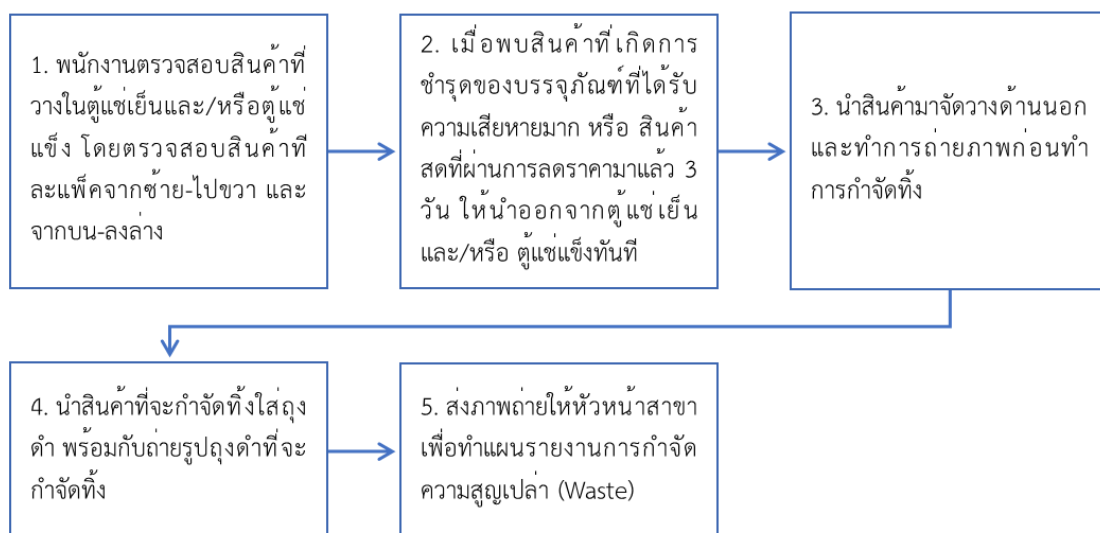 1. พนักงานตรวจสอบสินค้าที่
วางในตู้แช่เย็นและ/หรือตู้แช่
แข็ง โดยตรวจสอบสินค้าที
ละแพ็คจากซ้าย-ไปขวา และ
จากบน-ลงล่าง
2. เมื่อพบสินค้าที่เกิดการ
ชำรุดของบรรจุภัณฑ์ที่ได้รับ
ความเสียหายมาก หรือ สินค้า
สดที่ผ่านการลดราคามาแล้ว 3
วัน ให้นำออกจากตู้แช่เย็น
และ/หรือ ตู้แช่แข็งทันที
3. นำสินค้ามาจัดวางด้านนอก
และทำการถ่ายภาพก่อนทำ
การกำจัดทิ้ง
4. นำสินค้าที่จะกำจัดทิ้งใส่ถุง
ดำ พร้อมกับถ่ายรูปถุงดำที่จะ
กำจัดทิ้ง
5. ส่งภาพถ่ายให้หัวหน้าสาขา
เพื่อทำแผนรายงานการกำจัด
ความสูญเปล่า (Waste)